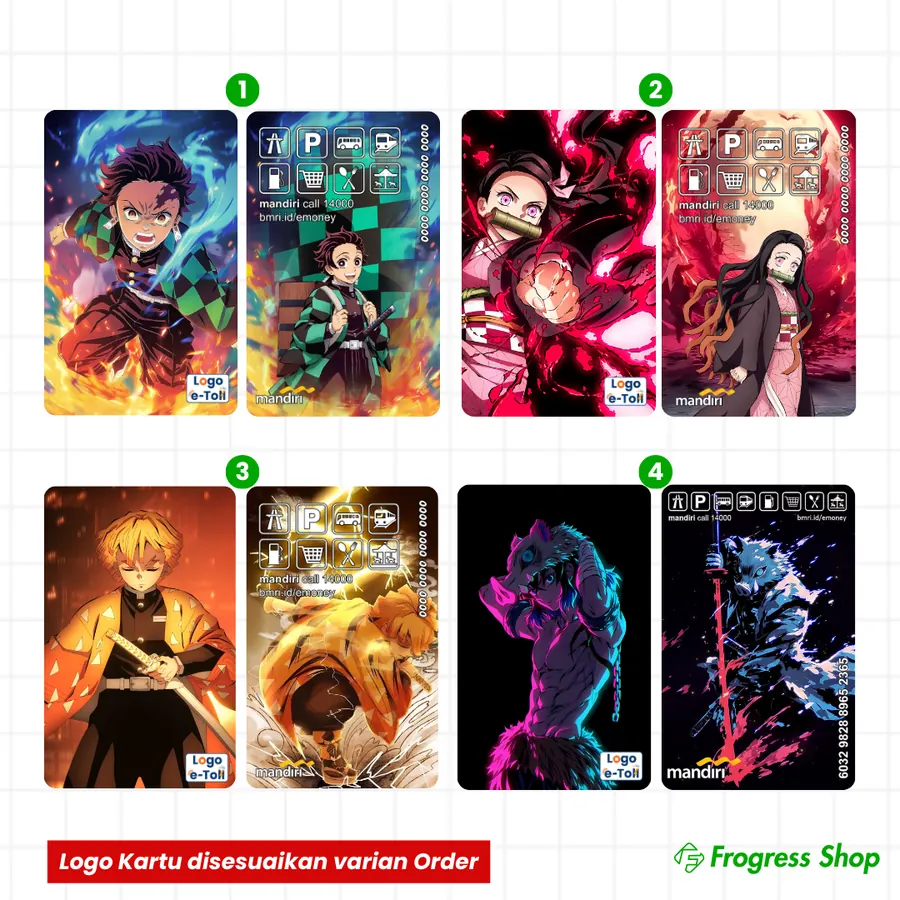 1
2
P
mandiri call 14000
bmri.id/emoney
0000 0000 0000 0000
P
mandiri call 14000
bmri.id/emoney
0000 0000 0000 0000
Logo
e-Toll
mandiri
Logo
e-Toll
mandiri
3
4
P
mandiri call 14000
bmri.id/emoney
0000 0000 0000 0000
P
mandiri call 14000
bmri.id/emoney
6032 9828 8965 2365
Logo
e-Toll
mandiri
Logo
e-Toll
mandiri
Logo Kartu disesuaikan varian Order
Frogress Shop